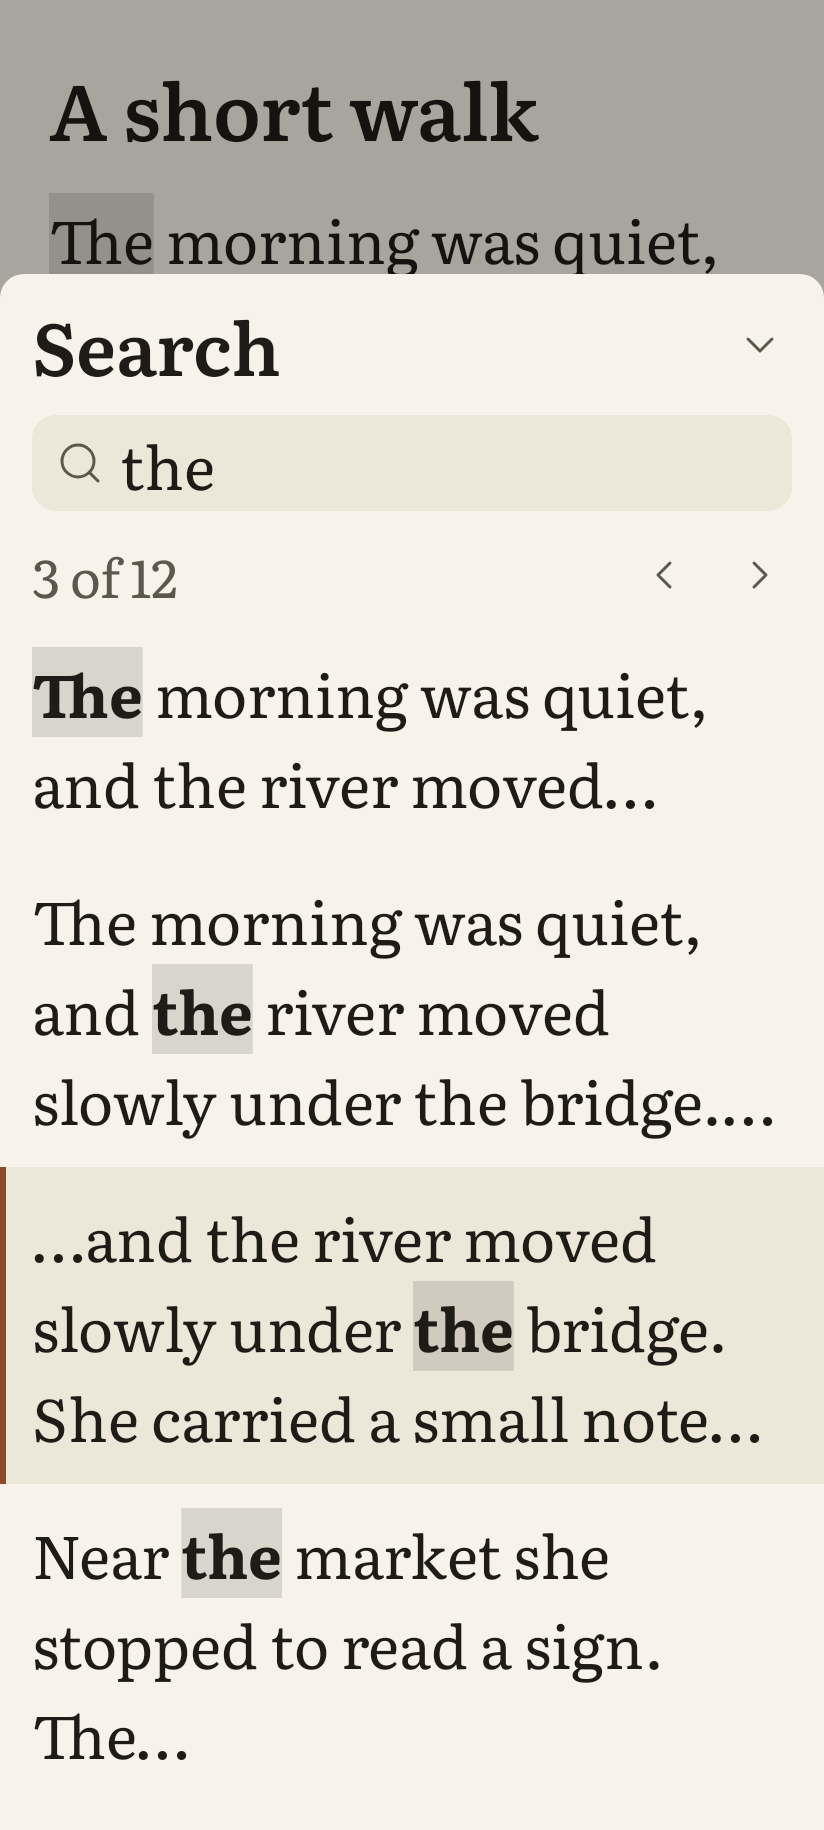 A short walk
The morning was quiet,
Search
the
3 of 12
The morning was quiet,
and the river moved…
The morning was quiet,
and the river moved
slowly under the bridge.…
…and the river moved
slowly under the bridge.
She carried a small note…
Near the market she
stopped to read a sign.
The…